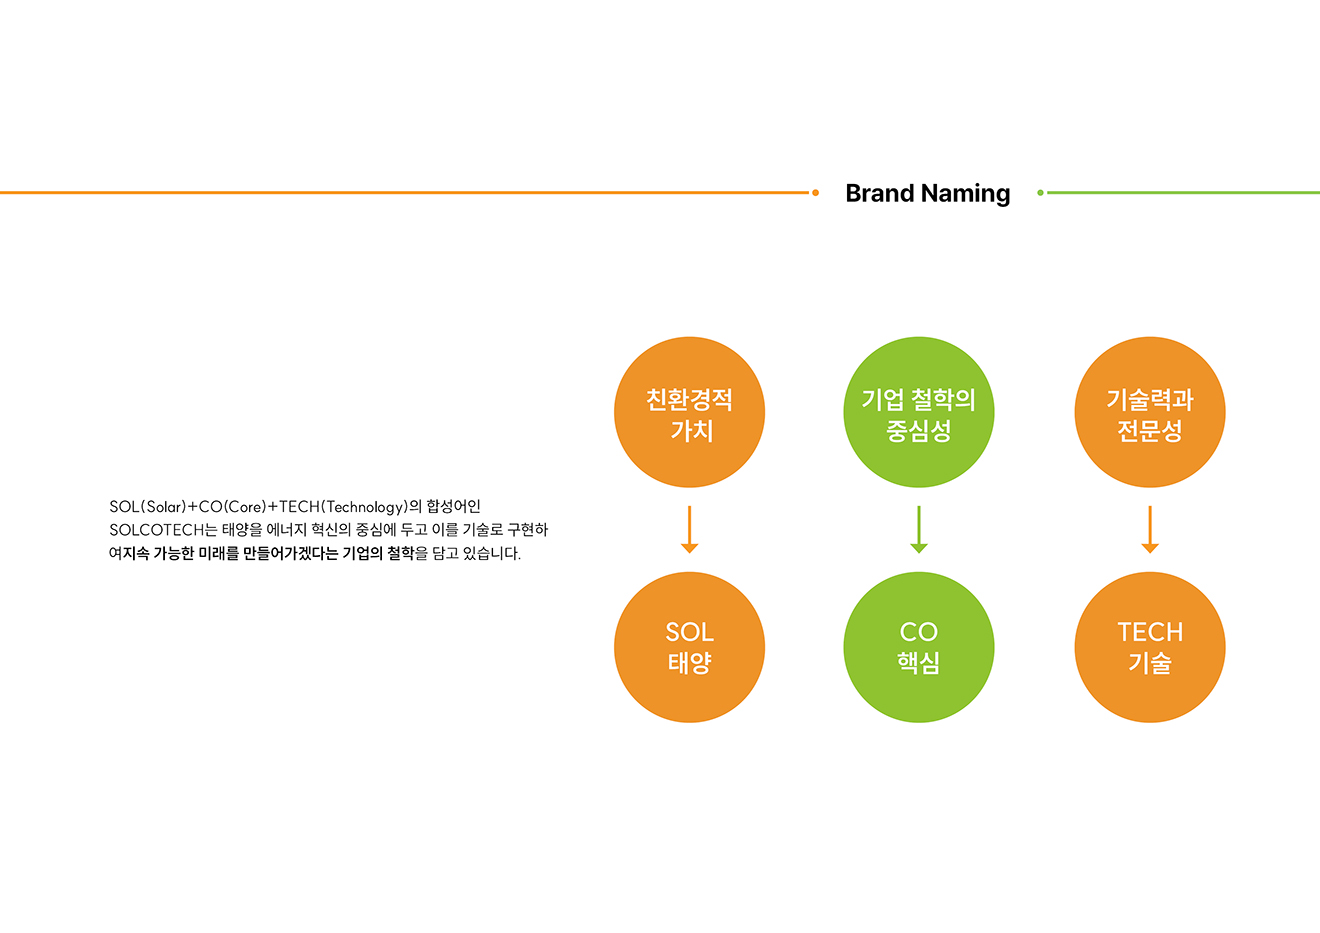 Brand Naming
SOL(Solar)+CO(Core)+TECH(Technology)의 합성어인
SOLCOTECH는 태양을 에너지 혁신의 중심에 두고 이를 기술로 구현하
여지속 가능한 미래를 만들어가겠다는 기업의 철학을 담고 있습니다.
친환경적
가치
기업 철학의
중심성
기술력과
전문성
SOL
태양
CO
핵심
TECH
기술